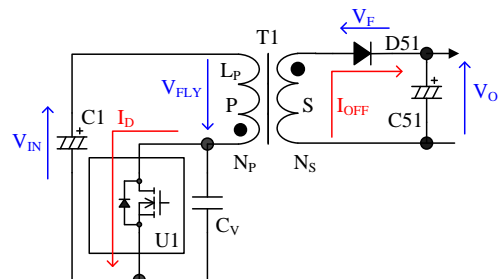 T1
V_F
D51
L_P
V_FLY
P
S
I_OFF
V_O
C1
+
I_D
+
C51
V_IN
N_P
N_S
U1
C_V